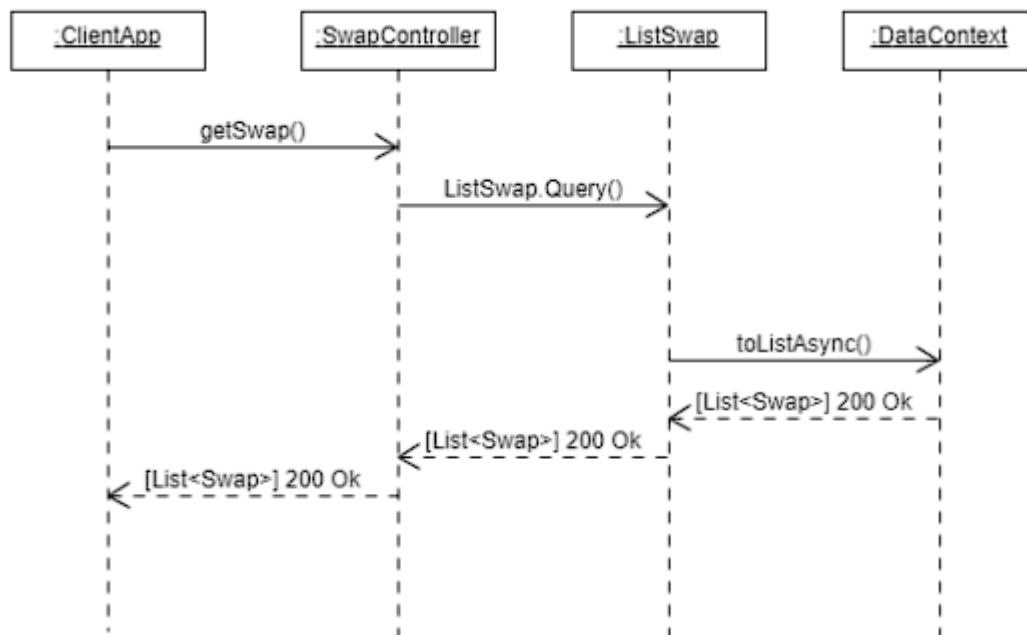 :ClientApp
:SwapController
:ListSwap
:DataContext
getSwap()
ListSwap.Query()
toListAsync()
[List<Swap>] 200 Ok
[List<Swap>] 200 Ok
[List<Swap>] 200 Ok